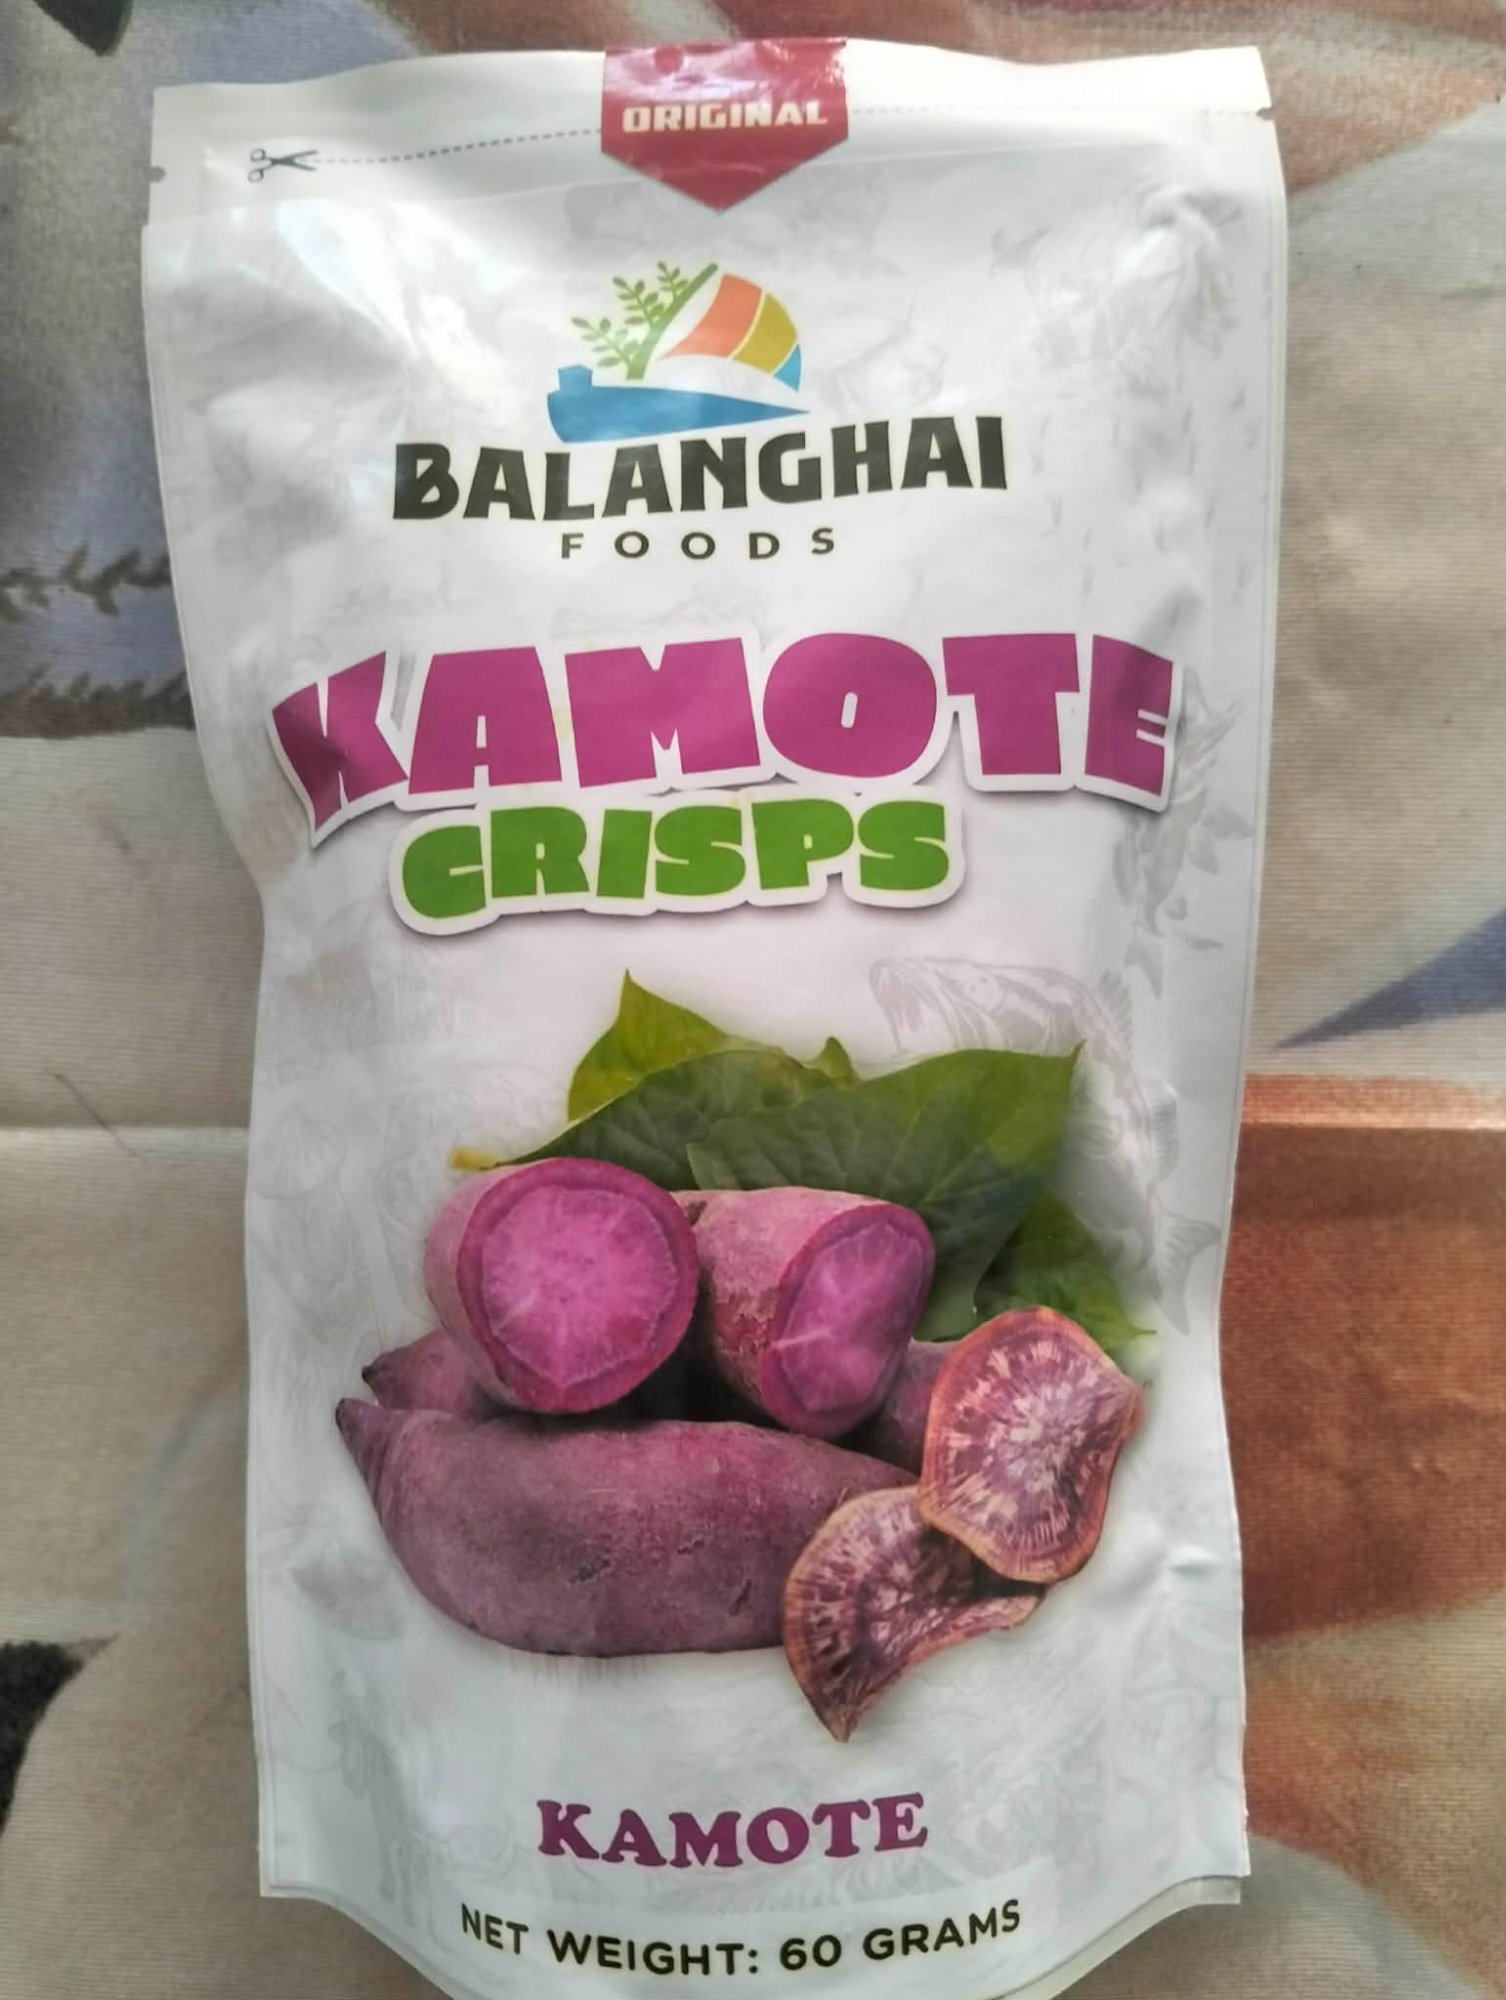 ORIGINAL
BALANGHAI
FOODS
KAMOTE
CRISPS
KAMOTE
NET WEIGHT: 60 GRAMS